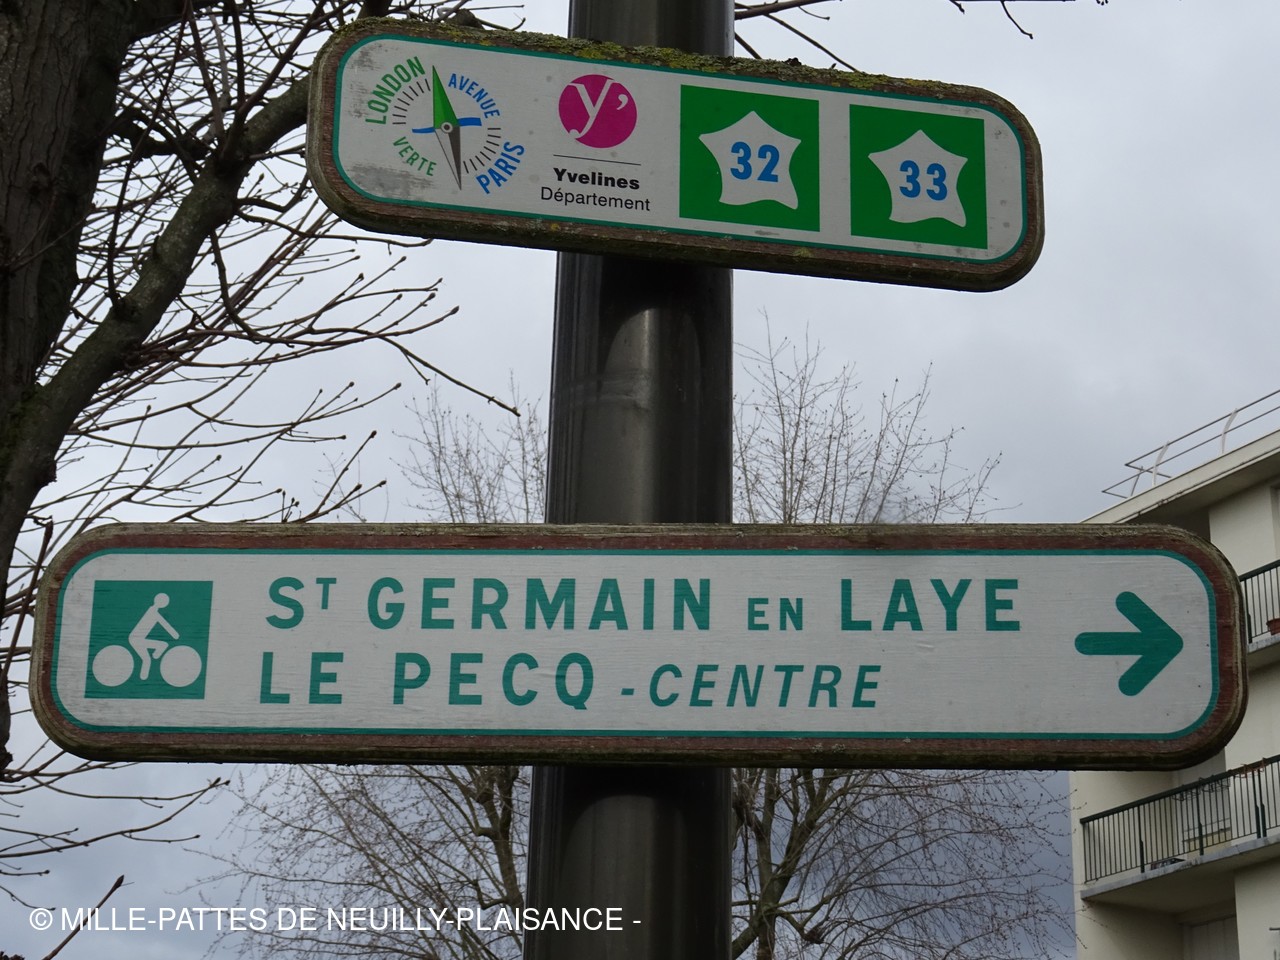 LONDON
AVENUE
VERTE
PARIS
y'
Yvelines
Département
32
33
ST GERMAIN EN LAYE
LE PECQ - CENTRE
© MILLE-PATTES DE NEUILLY-PLAISANCE -